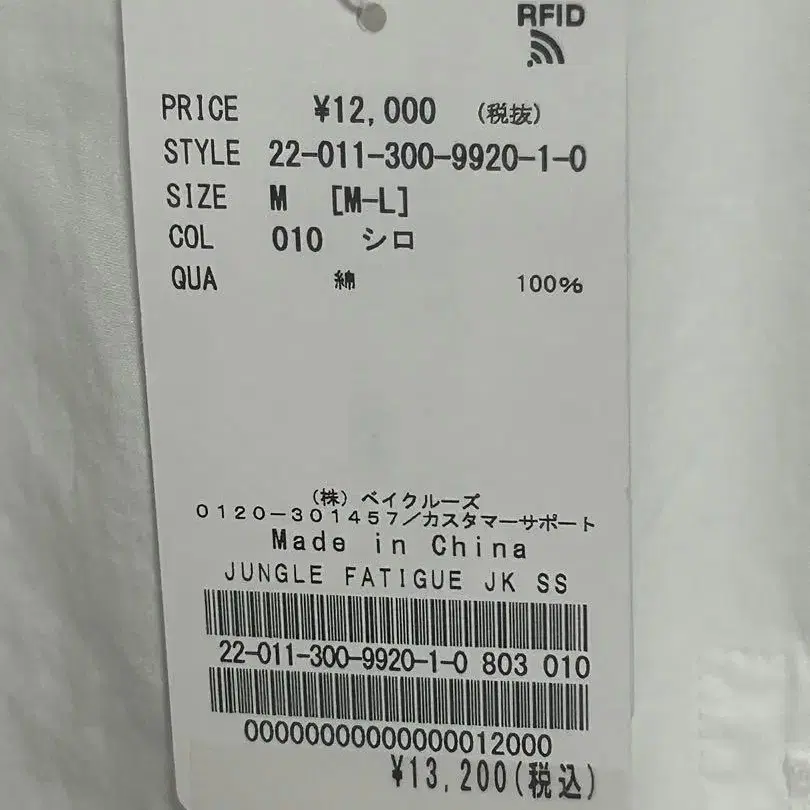 RFID
PRICE ¥12,000 (税抜)
STYLE 22-011-300-9920-1-0
SIZE M [M-L]
COL 010 シロ
QUA 綿 100%
(株) ベイクルーズ
0120-301457/カスタマーサポート
Made in China
JUNGLE FATIGUE JK SS
22-011-300-9920-1-0 803 010
00000000000000012000
¥13,200(税込)